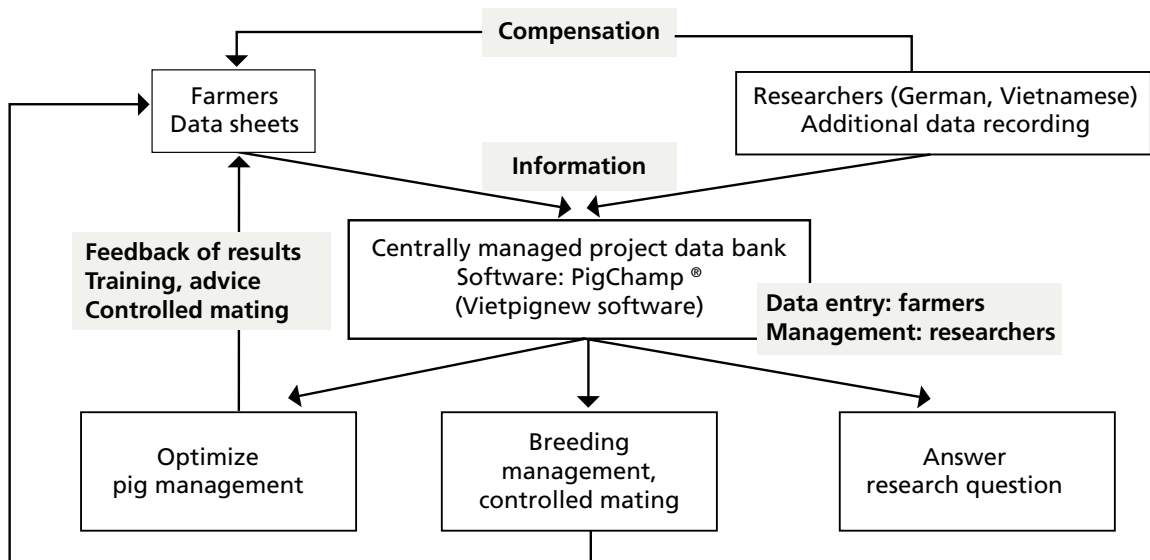 Compensation
Farmers
Data sheets
Researchers (German, Vietnamese)
Additional data recording
Information
Feedback of results
Training, advice
Controlled mating
Centrally managed project data bank
Software: PigChamp ®
(Vietpignew software)
Data entry: farmers
Management: researchers
Optimize
pig management
Breeding
management,
controlled mating
Answer
research question